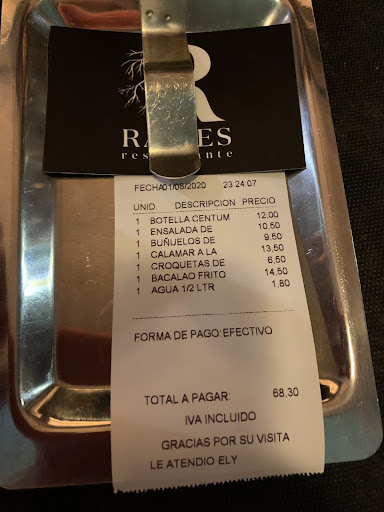 R
restaurante
FECHA01/08/2020 23:24:07
UNID. DESCRIPCION PRECIO
1 BOTELLA CENTUM 12,00
1 ENSALADA DE 10,50
1 BUÑUELOS DE 9,50
1 CALAMAR A LA 13,50
1 CROQUETAS DE 6,50
1 BACALAO FRITO 14,50
1 AGUA 1/2 LTR 1,80
FORMA DE PAGO:EFECTIVO
TOTAL A PAGAR: 68,30
IVA INCLUIDO
GRACIAS POR SU VISITA
LE ATENDIO ELY